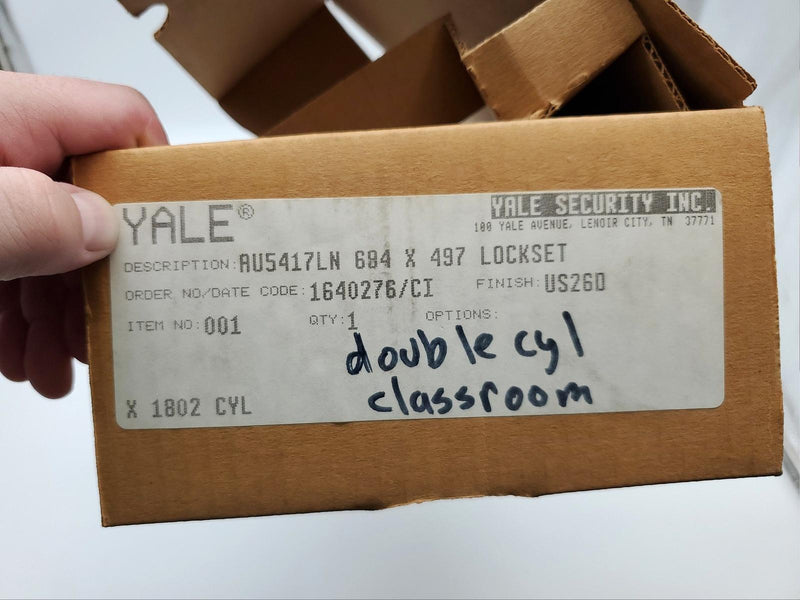 YALE®
YALE SECURITY INC.
100 YALE AVENUE, LENOIR CITY, TN 37771
DESCRIPTION: AU5417LN 684 X 497 LOCKSET
ORDER NO/DATE CODE: 1640276/CI FINISH: US26D
ITEM NO: 001 QTY: 1 OPTIONS:
double cyl
classroom
X 1802 CYL